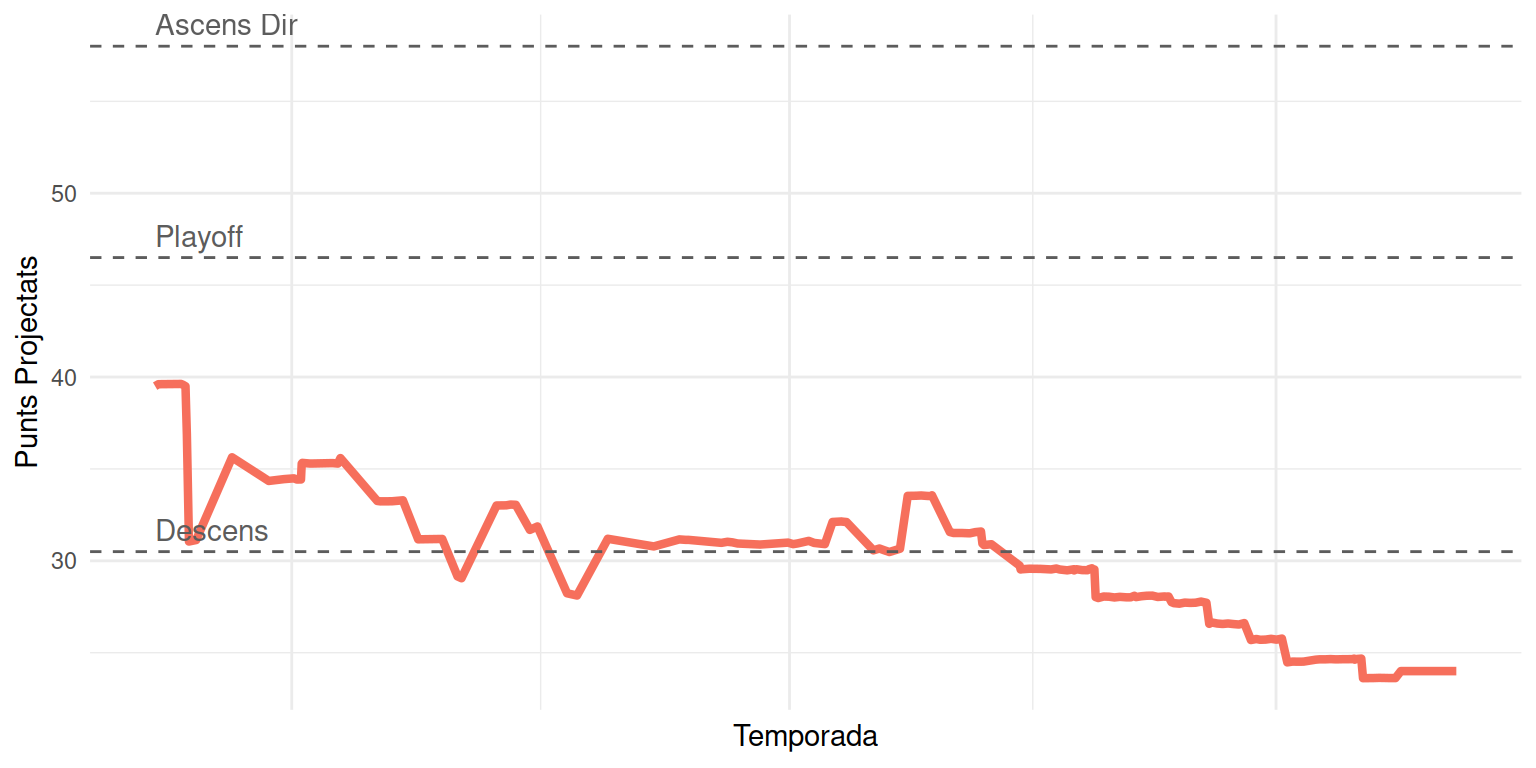 Ascens Dir
50
Playoff
Punts Projectats
40
Descens
30
Temporada